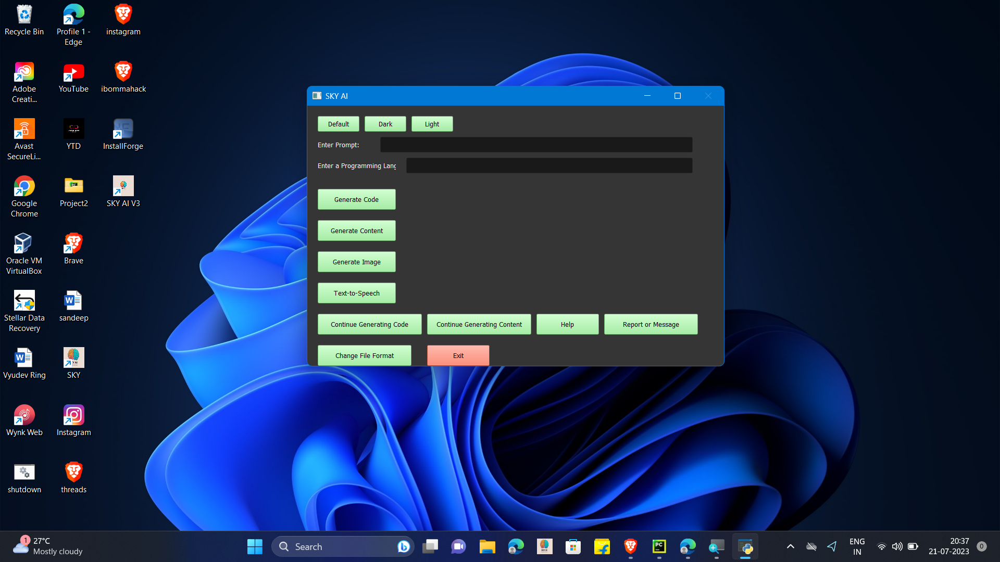 Recycle Bin
Profile 1 -
Edge
instagram
Adobe
Creati...
YouTube
ibommahack
Avast
SecureLi...
YTD
InstallForge
Google
Chrome
Project2
SKY AI V3
Oracle VM
VirtualBox
Brave
Stellar Data
Recovery
sandeep
Vyudev Ring
SKY
Wynk Web
Instagram
shutdown
threads
SKY AI
Default Dark Light
Enter Prompt:
Enter a Programming Lang
Generate Code
Generate Content
Generate Image
Text-to-Speech
Continue Generating Code Continue Generating Content Help Report or Message
Change File Format Exit
1
27°C
Mostly cloudy
Search
PC
ENG
IN
20:37
21-07-2023
0